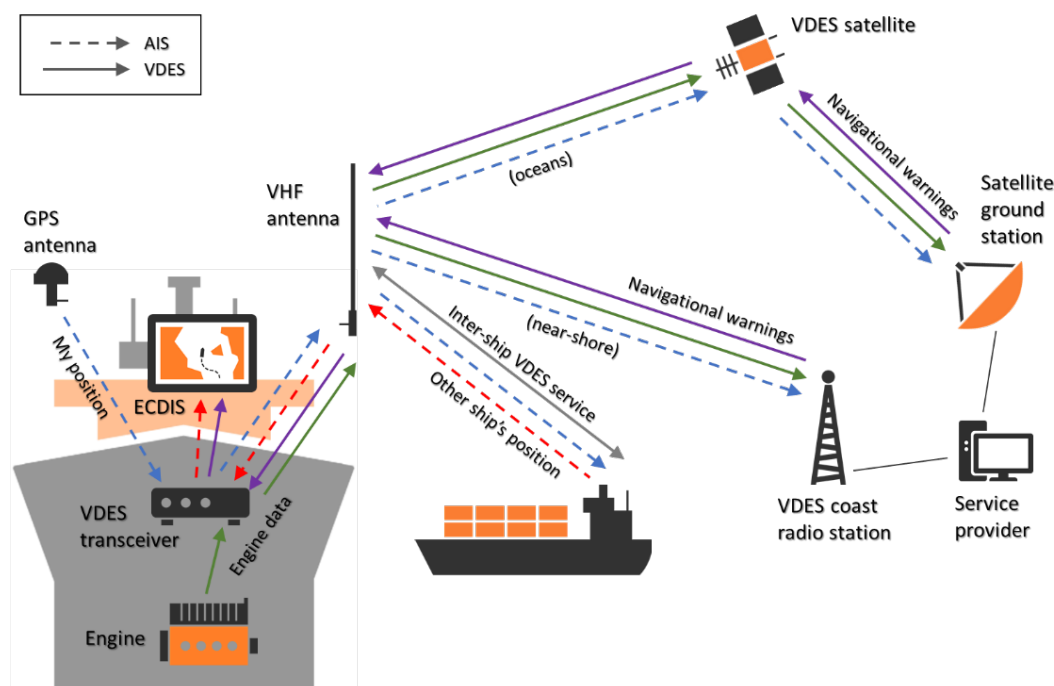 AIS
VDES
VDES satellite
Navigational warnings
(oceans)
VHF
antenna
GPS
antenna
Satellite
ground
station
My position
ECDIS
Navigational warnings
(near-shore)
Inter-ship VDES service
Other ship's position
VDES
transceiver
Engine data
VDES coast
radio station
Service
provider
Engine